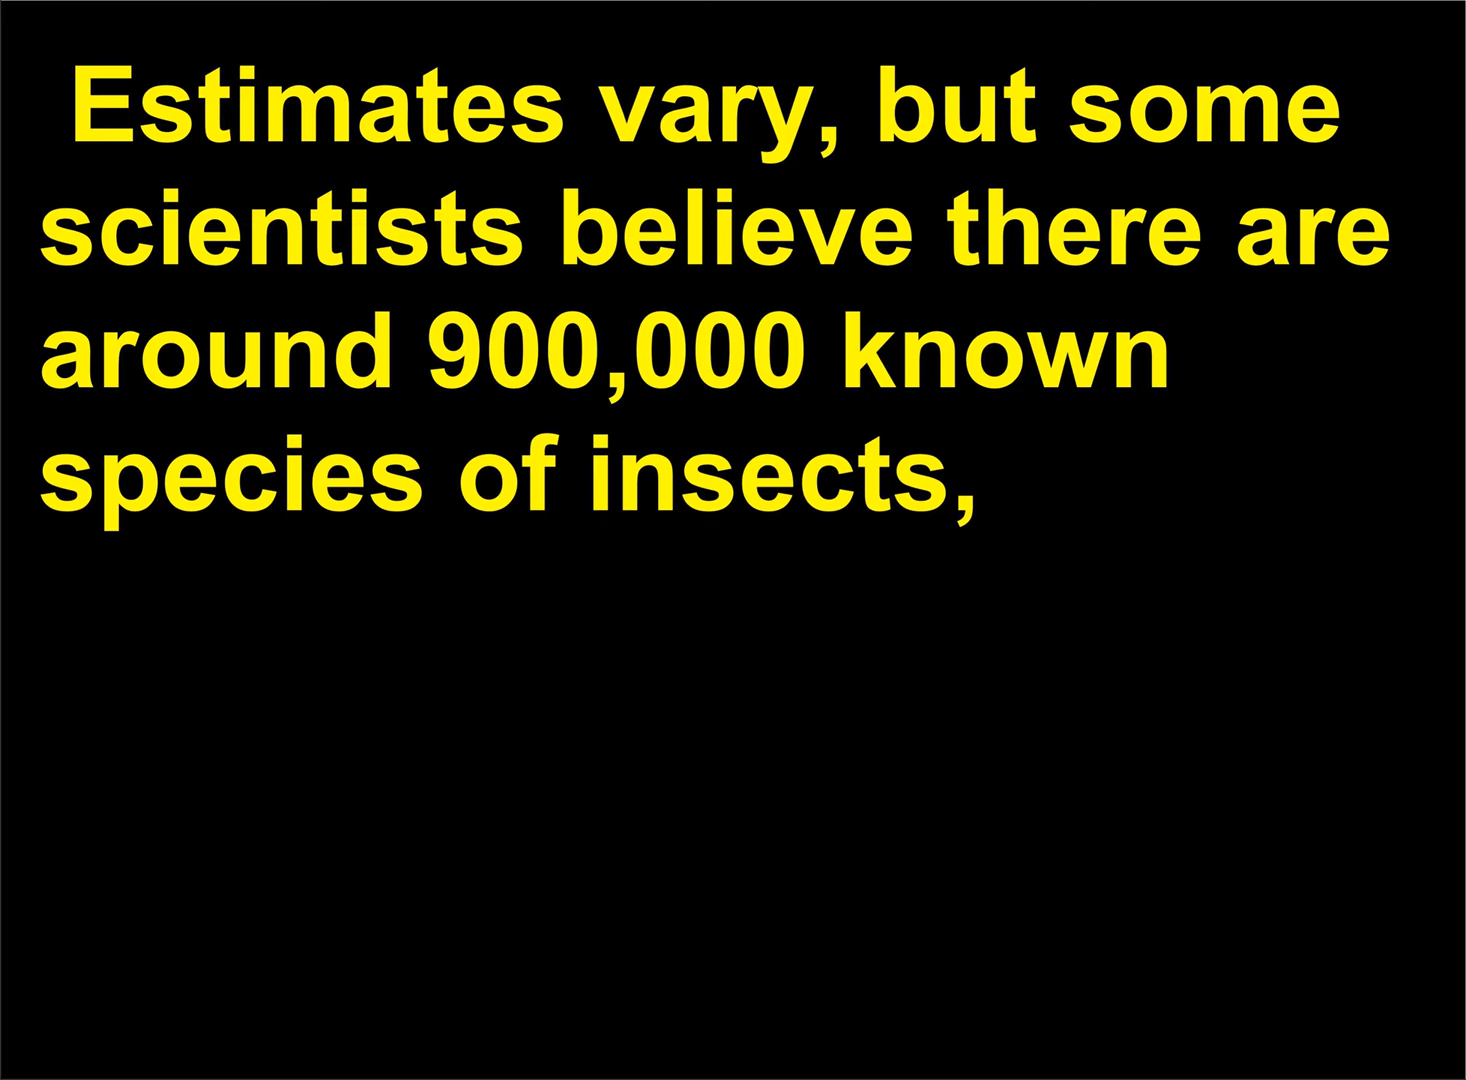 Estimates vary, but some
scientists believe there are
around 900,000 known
species of insects,